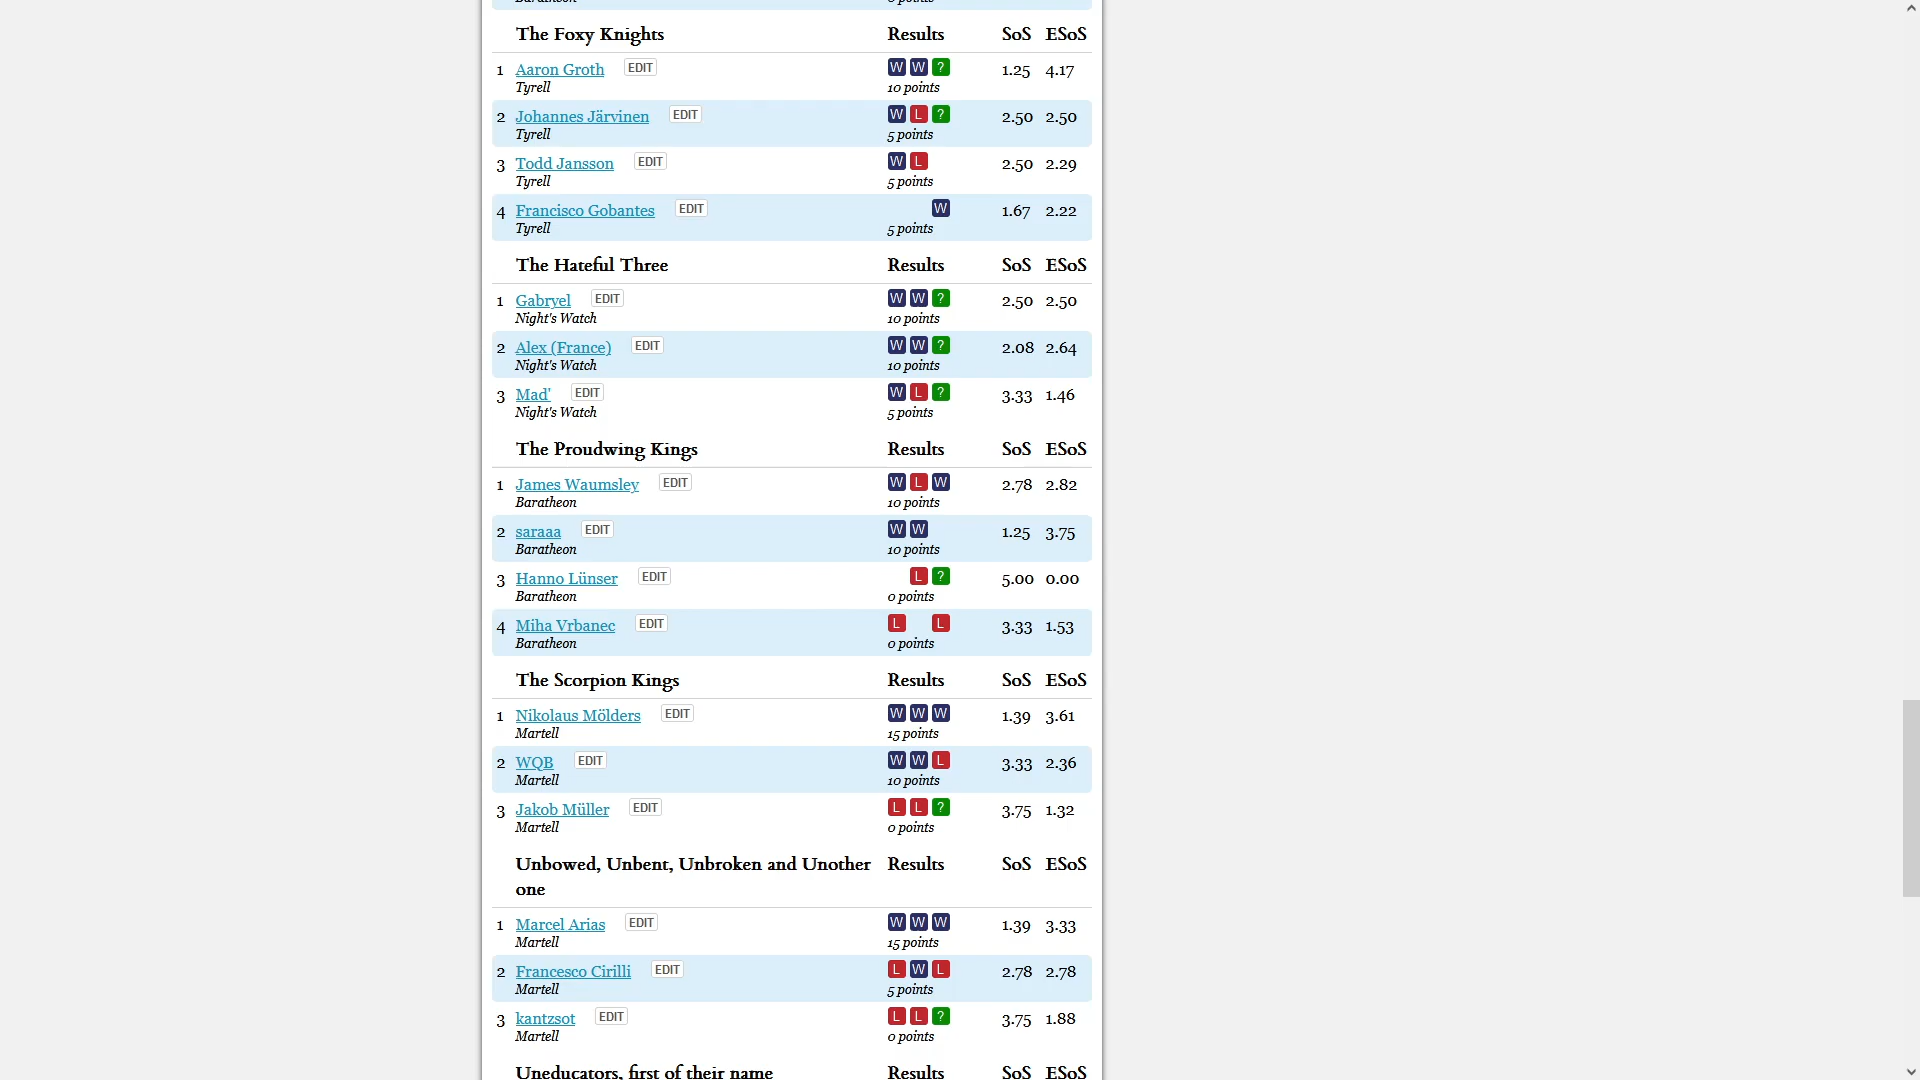 The Foxy Knights Results SoS ESoS
1 Aaron Groth EDIT W W ? 1.25 4.17
Tyrell 10 points
2 Johannes Järvinen EDIT W L ? 2.50 2.50
Tyrell 5 points
3 Todd Jansson EDIT W L 2.50 2.29
Tyrell 5 points
4 Francisco Gobantes EDIT W 1.67 2.22
Tyrell 5 points
The Hateful Three Results SoS ESoS
1 Gabryel EDIT W W ? 2.50 2.50
Night's Watch 10 points
2 Alex (France) EDIT W W ? 2.08 2.64
Night's Watch 10 points
3 Mad' EDIT W L ? 3.33 1.46
Night's Watch 5 points
The Proudwing Kings Results SoS ESoS
1 James Waumsley EDIT W L W 2.78 2.82
Baratheon 10 points
2 saraaa EDIT W W 1.25 3.75
Baratheon 10 points
3 Hanno Lünser EDIT L ? 5.00 0.00
Baratheon 0 points
4 Miha Vrbanec EDIT L L 3.33 1.53
Baratheon 0 points
The Scorpion Kings Results SoS ESoS
1 Nikolaus Mölders EDIT W W W 1.39 3.61
Martell 15 points
2 WQB EDIT W W L 3.33 2.36
Martell 10 points
3 Jakob Müller EDIT L L ? 3.75 1.32
Martell 0 points
Unbowed, Unbent, Unbroken and Unother Results SoS ESoS
one
1 Marcel Arias EDIT W W W 1.39 3.33
Martell 15 points
2 Francesco Cirilli EDIT L W L 2.78 2.78
Martell 5 points
3 kantzsot EDIT L L ? 3.75 1.88
Martell 0 points
Uneducators, first of their name Results SoS ESoS